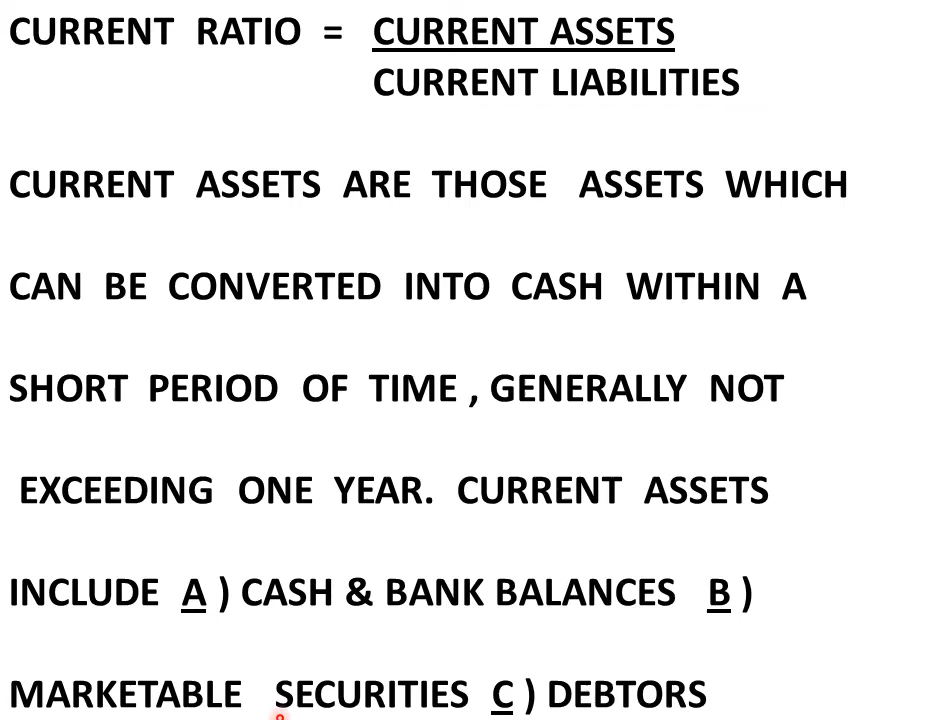 CURRENT RATIO = CURRENT ASSETS
CURRENT LIABILITIES
CURRENT ASSETS ARE THOSE ASSETS WHICH
CAN BE CONVERTED INTO CASH WITHIN A
SHORT PERIOD OF TIME , GENERALLY NOT
EXCEEDING ONE YEAR. CURRENT ASSETS
INCLUDE A ) CASH & BANK BALANCES B )
MARKETABLE SECURITIES C ) DEBTORS